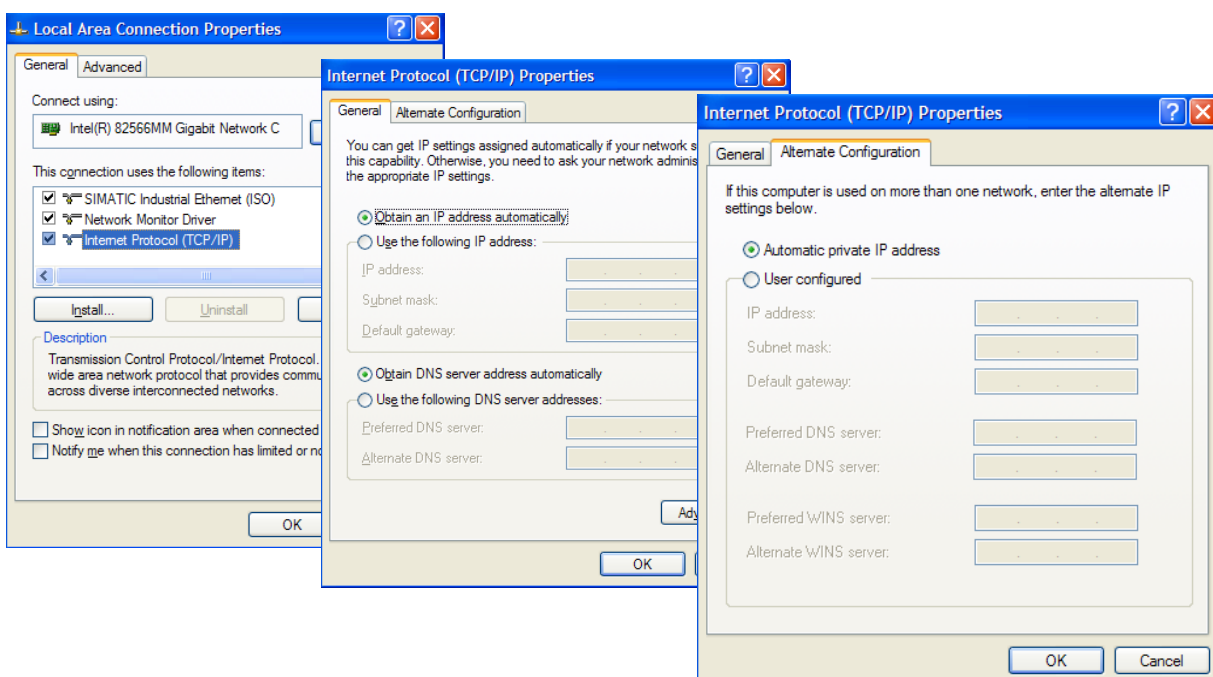 Local Area Connection Properties
General Advanced
Connect using:
Intel(R) 82566MM Gigabit Network C
This connection uses the following items:
SIMATIC Industrial Ethernet (ISO)
Network Monitor Driver
Internet Protocol (TCP/IP)
Install... Uninstall
Description
Transmission Control Protocol/Internet Protocol.
wide area network protocol that provides
across diverse interconnected networks.
Show icon in notification area when connected
Notify me when this connection has limited or
OK
Internet Protocol (TCP/IP) Properties
General Alternate Configuration
You can get IP settings assigned automatically if your network
this capability. Otherwise, you need to ask your network
the appropriate IP settings.
Obtain an IP address automatically
Use the following IP address:
IP address:
Subnet mask:
Default gateway:
Obtain DNS server address automatically
Use the following DNS server addresses:
Preferred DNS server:
Alternate DNS server:
OK
Internet Protocol (TCP/IP) Properties
General Alternate Configuration
If this computer is used on more than one network, enter the alternate IP
settings below.
Automatic private IP address
User configured
IP address:
Subnet mask:
Default gateway:
Preferred DNS server:
Alternate DNS server:
Preferred WINS server:
Alternate WINS server:
OK Cancel